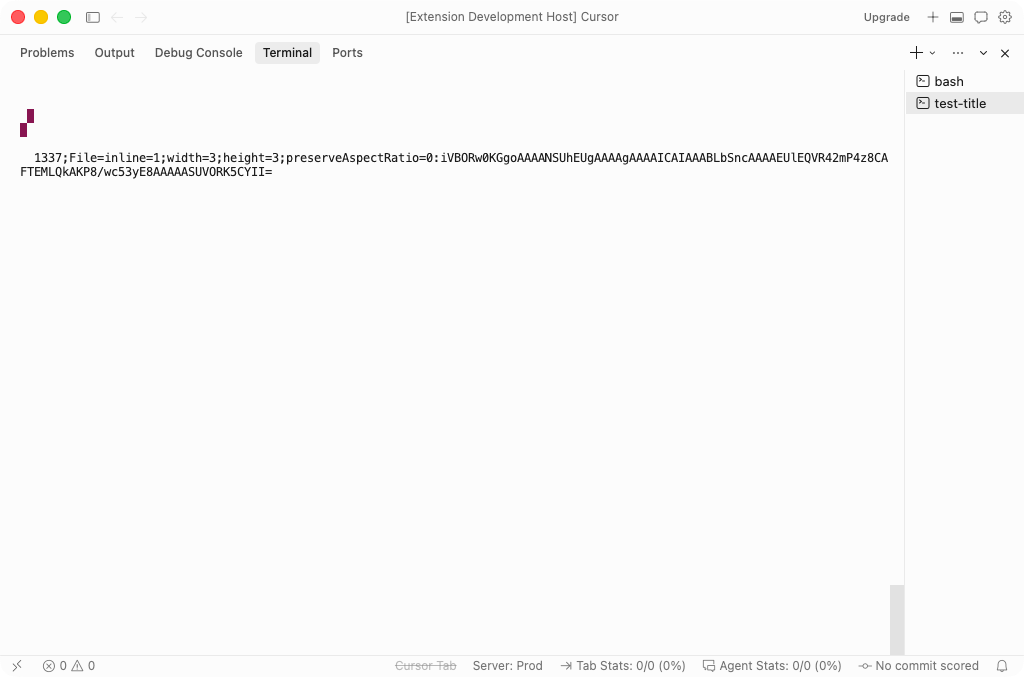 [Extension Development Host] Cursor
Upgrade
Problems Output Debug Console Terminal Ports
bash
test-title
1337;File=inline=1;width=3;height=3;preserveAspectRatio=0:iVBORw0KGgoAAAANSUhEUgAAAAgAAAAICAIAAABLbSncAAAAEUlEQVR42mP4z8CA
FTEMLQkAKP8/wc53yE8AAAAASUVORK5CYII=
0 0 Cursor Tab Server: Prod Tab Stats: 0/0 (0%) Agent Stats: 0/0 (0%) No commit scored